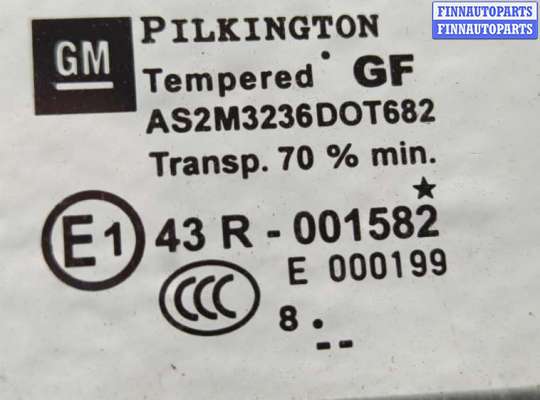 FINNAUTOPARTS
FINNAUTOPARTS
GM PILKINGTON
Tempered GF
AS2M3236DOT682
Transp. 70 % min.
E1 43 R - 001582
CCC E 000199
8 .
--